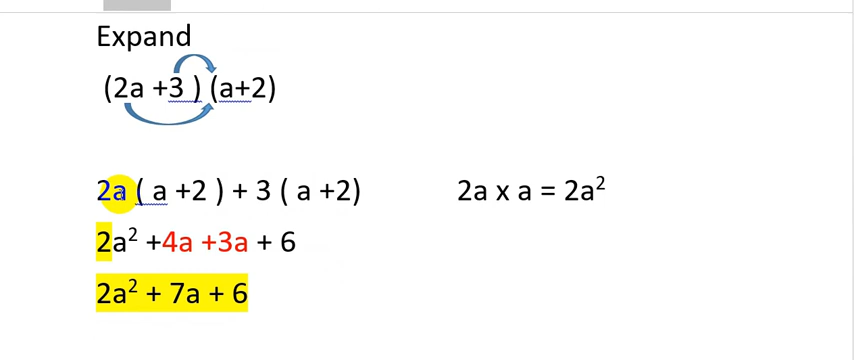 Expand
(2a +3 ) (a+2)
2a ( a +2 ) + 3 ( a +2)
2a x a = 2a²
2a² +4a +3a + 6
2a² + 7a + 6